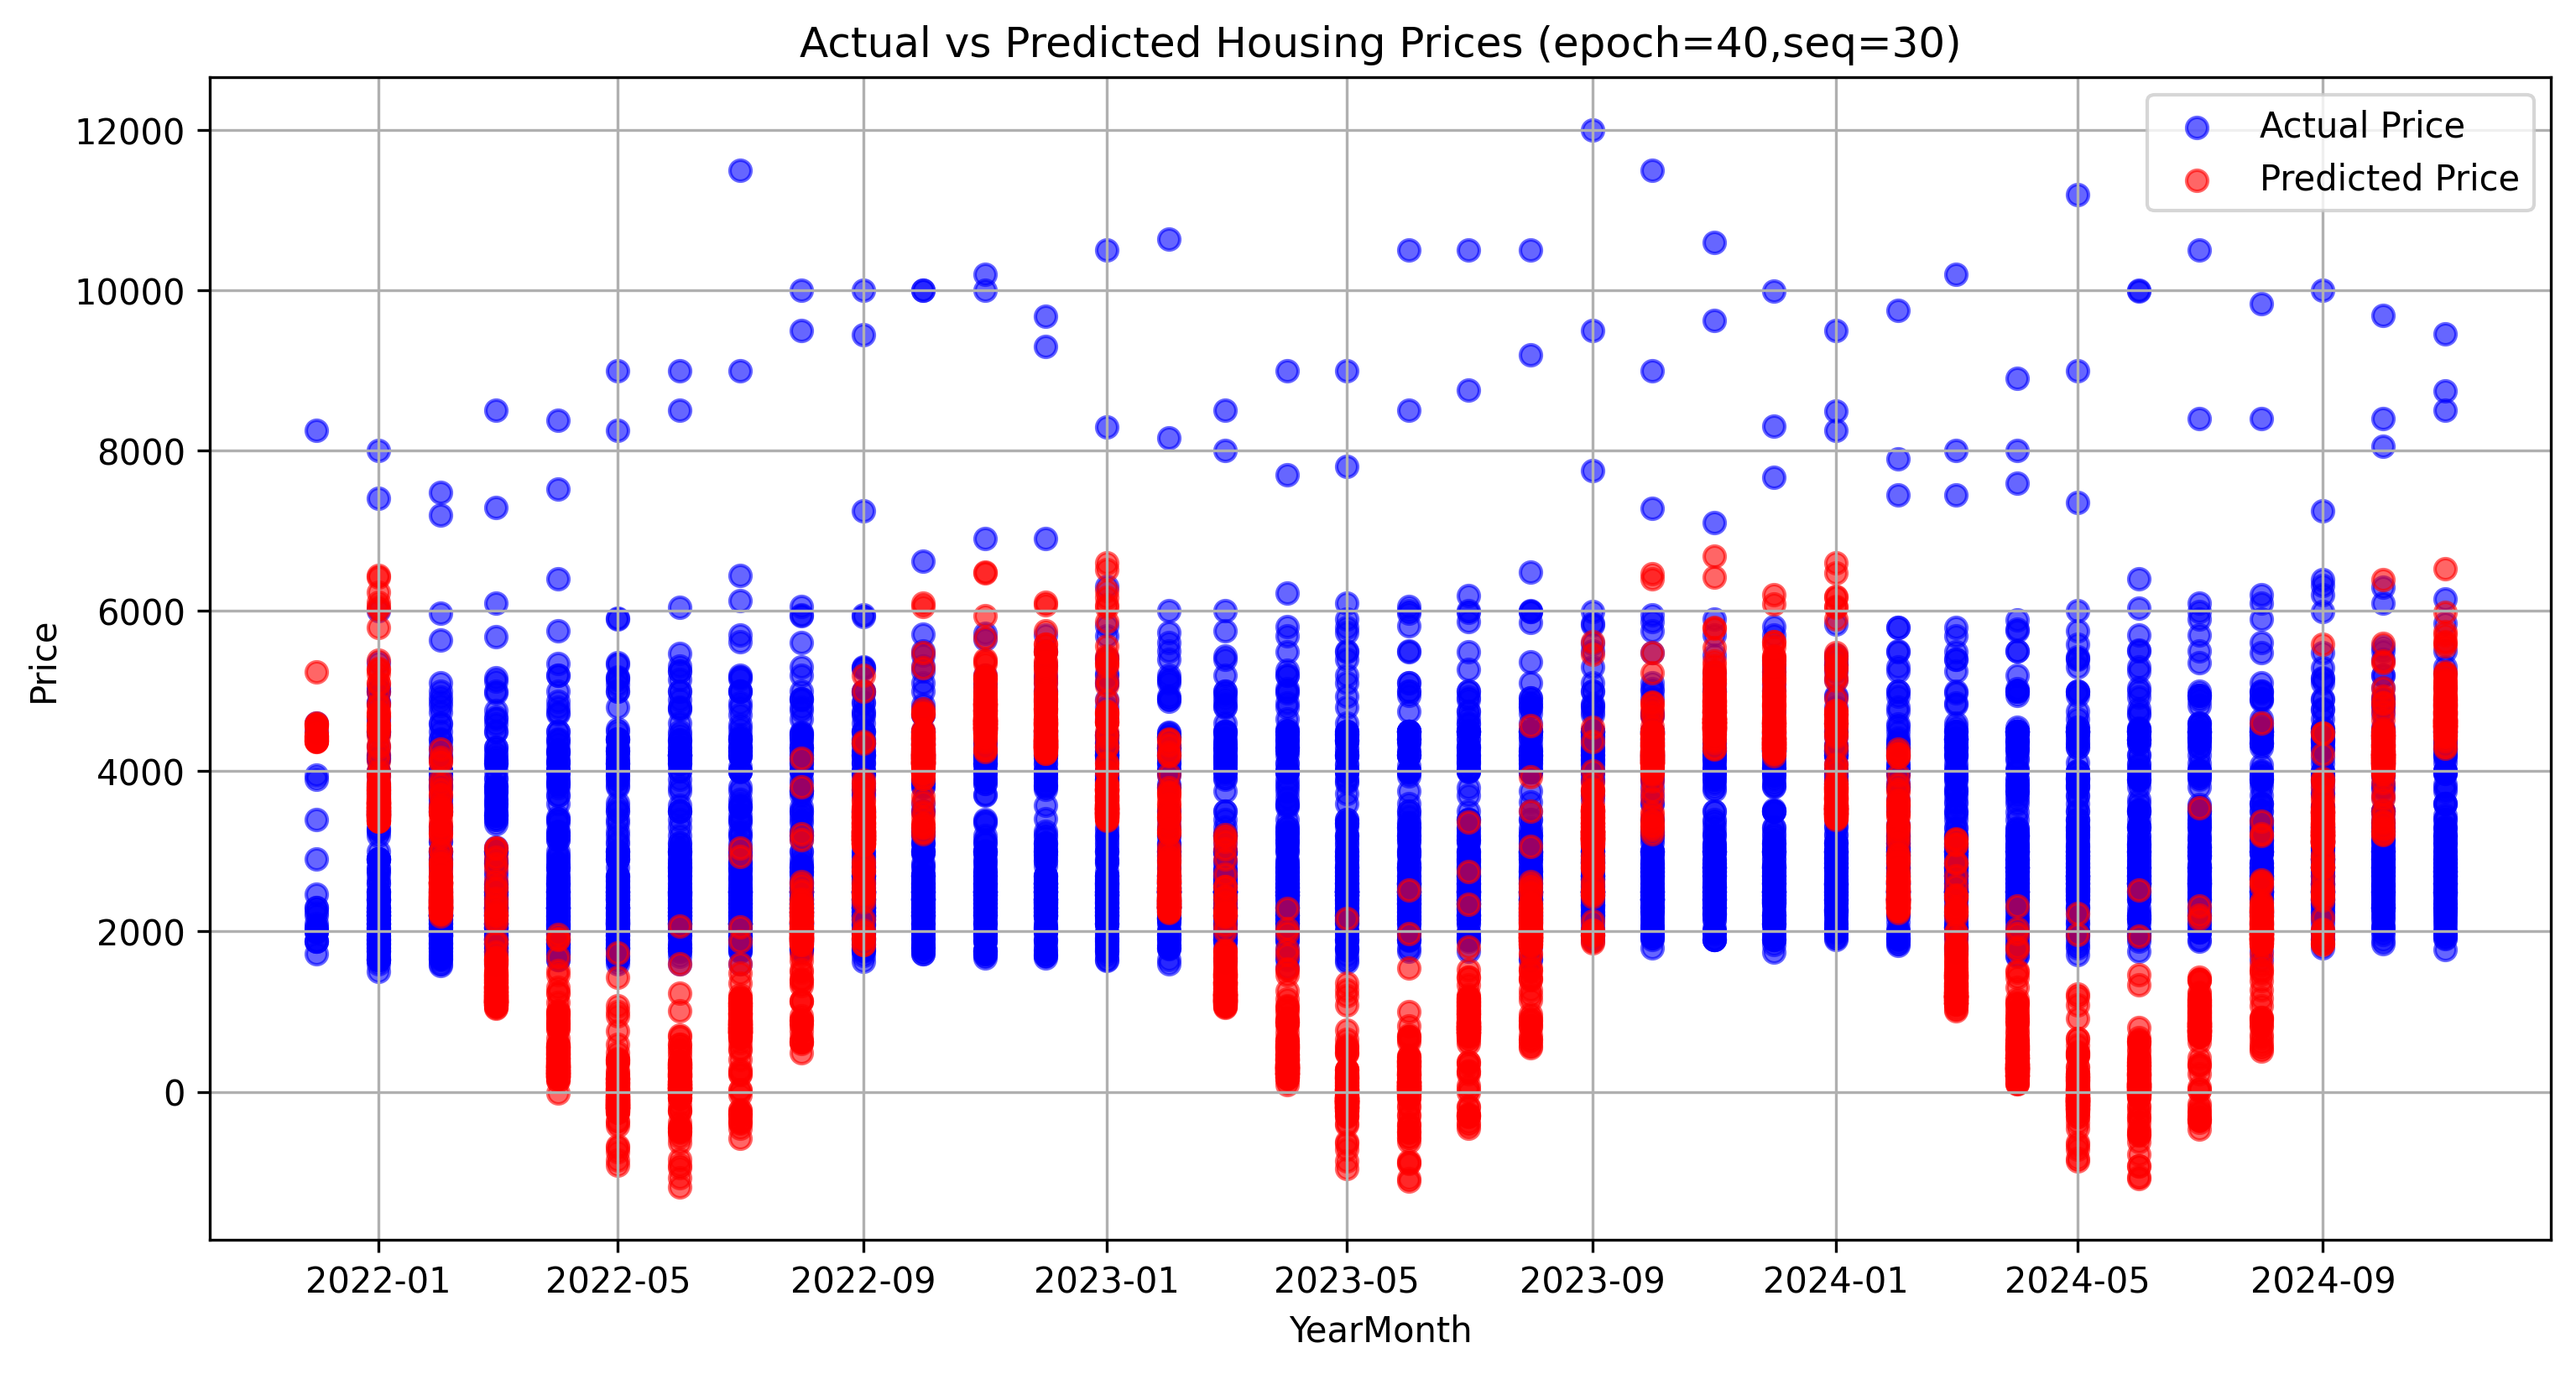 Actual vs Predicted Housing Prices (epoch=40,seq=30)
Actual Price
Predicted Price
12000
10000
8000
6000
4000
2000
0
Price
2022-01 2022-05 2022-09 2023-01 2023-05 2023-09 2024-01 2024-05 2024-09
YearMonth